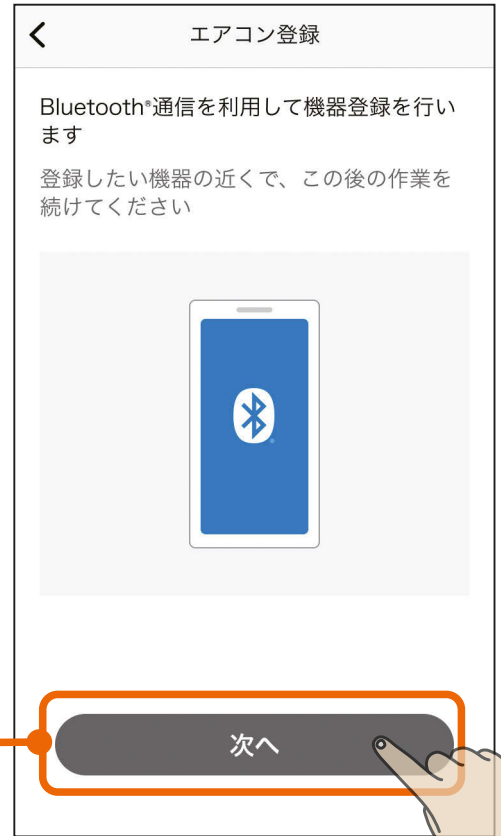 エアコン登録
Bluetooth®通信を利用して機器登録を行い
ます
登録したい機器の近くで、この後の作業を
続けてください
次へ